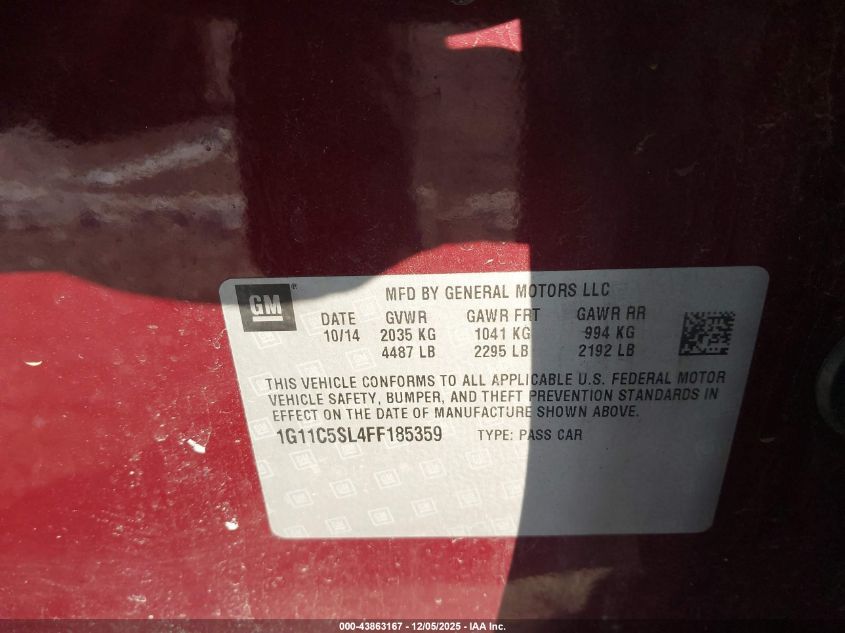 GM®
MFD BY GENERAL MOTORS LLC
DATE GVWR GAWR FRT GAWR RR
10/14 2035 KG 1041 KG 994 KG
4487 LB 2295 LB 2192 LB
THIS VEHICLE CONFORMS TO ALL APPLICABLE U.S. FEDERAL MOTOR
VEHICLE SAFETY, BUMPER, AND THEFT PREVENTION STANDARDS IN
EFFECT ON THE DATE OF MANUFACTURE SHOWN ABOVE.
1G11C5SL4FF185359 TYPE: PASS CAR
000-43863167 - 12/05/2025 - IAA Inc.